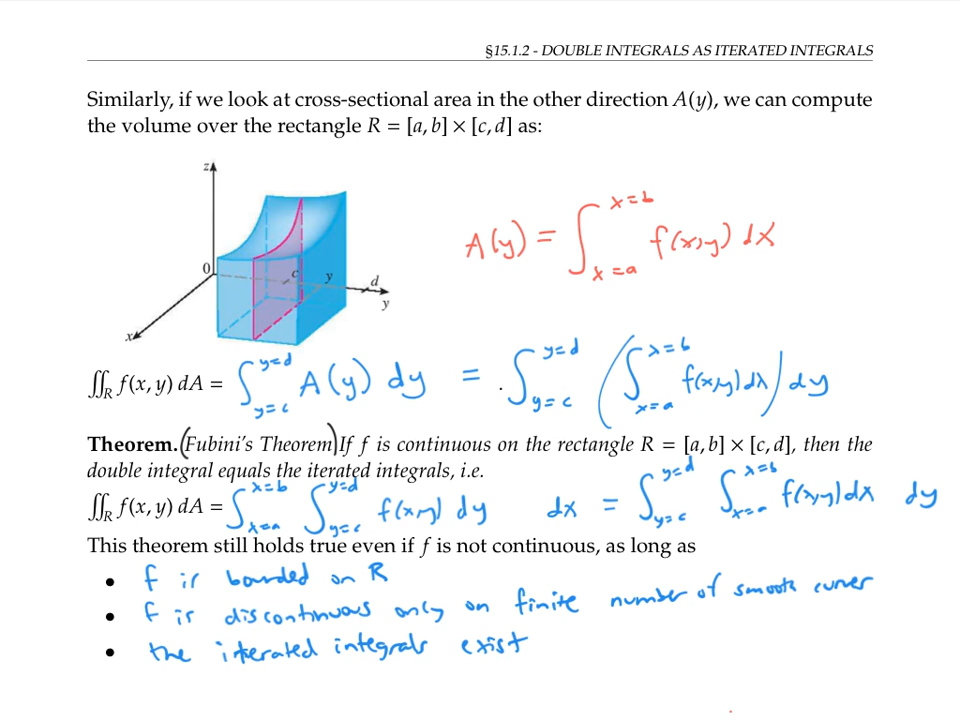 §15.1.2 - DOUBLE INTEGRALS AS ITERATED INTEGRALS
Similarly, if we look at cross-sectional area in the other direction A(y), we can compute
the volume over the rectangle R = [a, b] × [c, d] as:
z
0
c
y
d
y
x
A(y) = ∫_{x=a}^{x=b} f(x,y) dx
∬_R f(x, y) dA = ∫_{y=c}^{y=d} A(y) dy = ∫_{y=c}^{y=d} (∫_{x=a}^{x=b} f(x,y) dx) dy
Theorem. (Fubini's Theorem) If f is continuous on the rectangle R = [a, b] × [c, d], then the
double integral equals the iterated integrals, i.e.
∬_R f(x, y) dA = ∫_{x=a}^{x=b} ∫_{y=c}^{y=d} f(x,y) dy dx = ∫_{y=c}^{y=d} ∫_{x=a}^{x=b} f(x,y) dx dy
This theorem still holds true even if f is not continuous, as long as
• f is bounded on R
• f is discontinuous only on finite number of smooth curves
• the iterated integrals exist